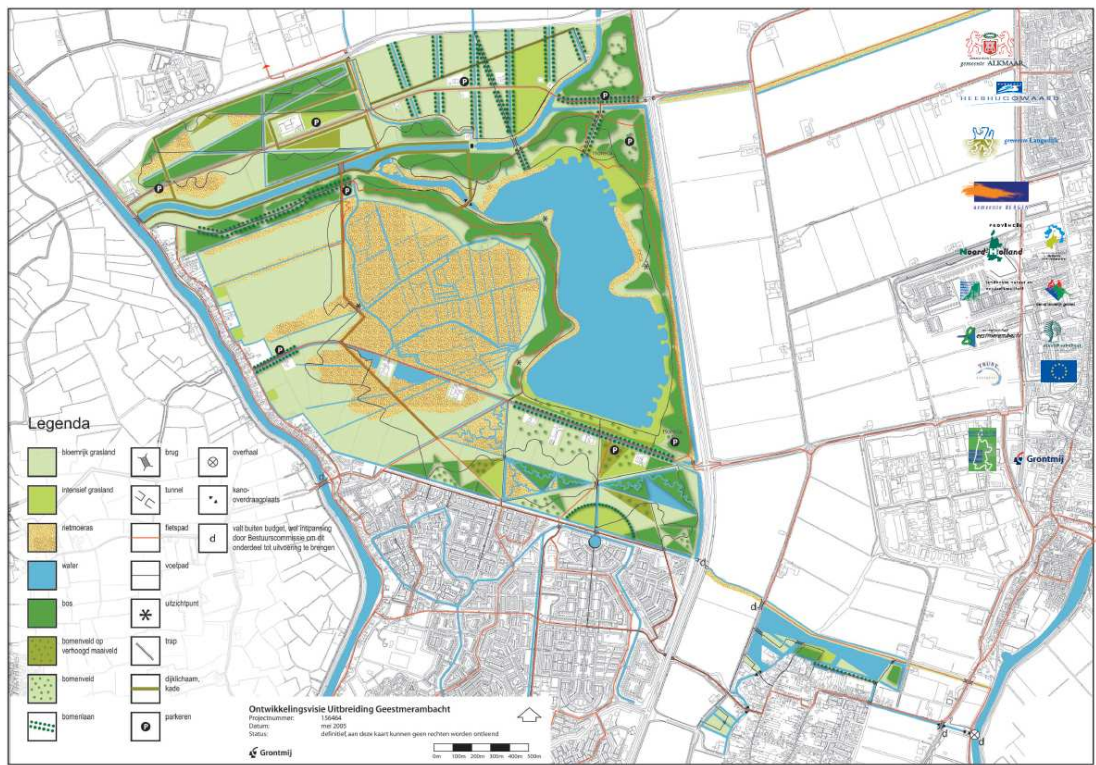 gemeente ALKMAAR
HEERHUGOWAARD
gemeente Langedijk
PROVINCIE
Noord-Holland
Grontmij
Legenda
bloemrijk grasland
intensief grasland
rietmoeras
water
bos
bomenveld op
verhoogd maaiveld
bomenveld
bomenlaan
brug
tunnel
fietspad
voetpad
uitzichtpunt
trap
dijklichaam,
kade
P parkeren
overhaal
kano-
overdraagplaats
d valt buiten budget, wel inspanning
door Bestuurscommissie om dit
onderdeel tot uitvoering te brengen
P
P
P
P
P
P
P
P
P
d
d
d
Ontwikkelingsvisie Uitbreiding Geestmerambacht
Projectnummer: 156464
Datum: mei 2005
Status: definitief, aan deze kaart kunnen geen rechten worden ontleend
Grontmij
0m 100m 200m 300m 400m 500m